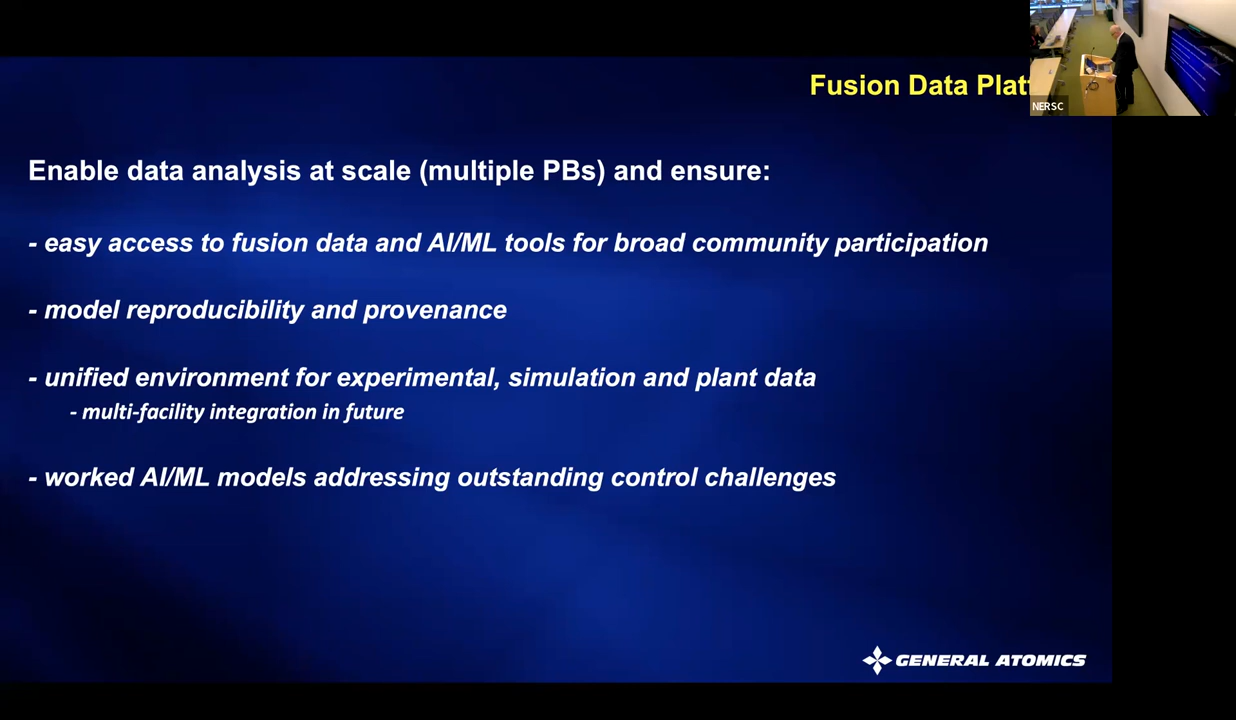 Fusion Data Plat
NERSC
Enable data analysis at scale (multiple PBs) and ensure:
- easy access to fusion data and AI/ML tools for broad community participation
- model reproducibility and provenance
- unified environment for experimental, simulation and plant data
- multi-facility integration in future
- worked AI/ML models addressing outstanding control challenges
GENERAL ATOMICS